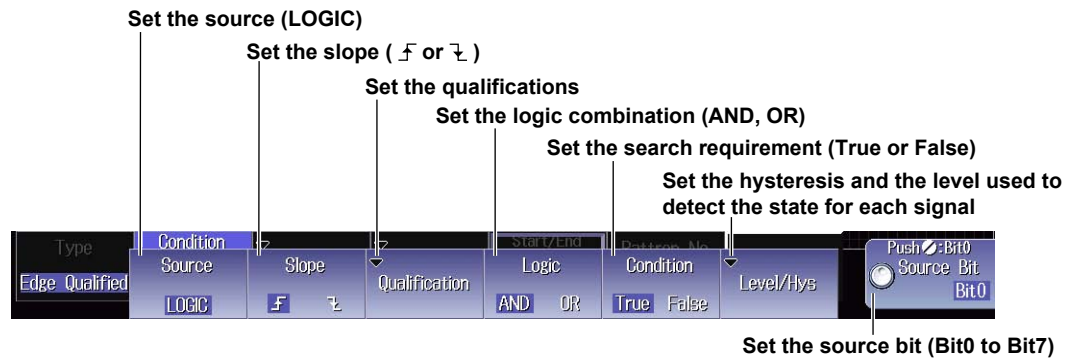 Set the source (LOGIC)
Set the slope ( or )
Set the qualifications
Set the logic combination (AND, OR)
Set the search requirement (True or False)
Set the hysteresis and the level used to
detect the state for each signal
Type
Condition
Start/End
Pattern No.
Push:Bit0
Source
Slope
Logic
Condition
Source Bit
Edge Qualified
Qualification
Level/Hys
Bit0
LOGIC
AND OR
True False
Set the source bit (Bit0 to Bit7)